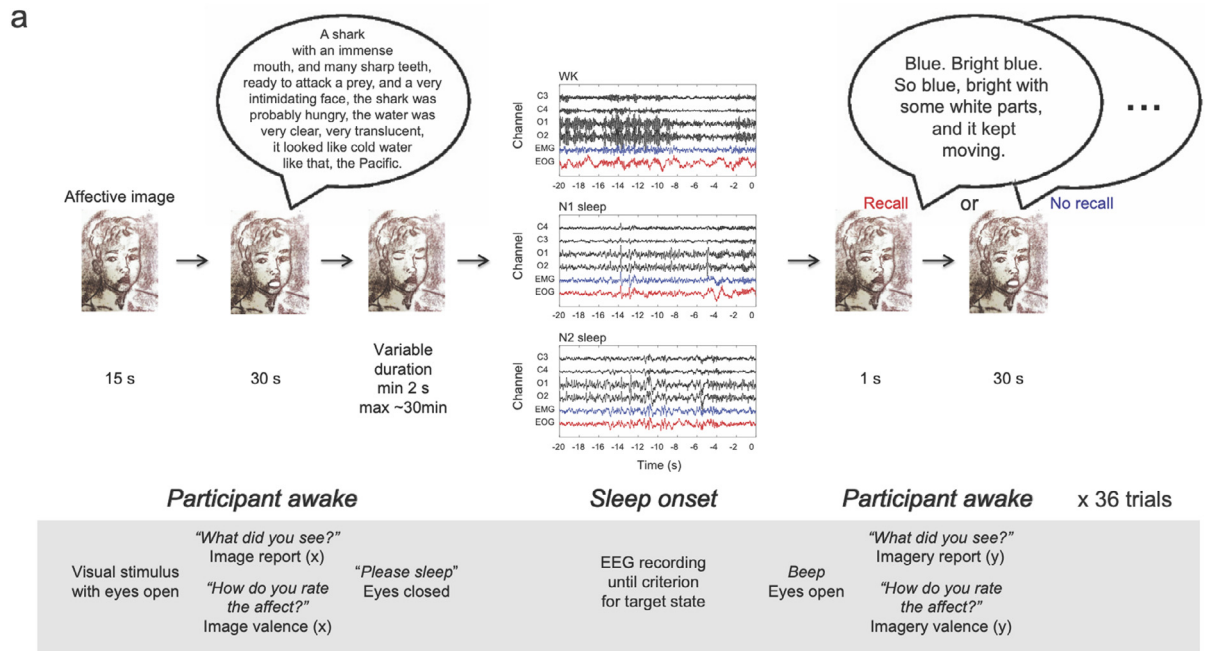 a
A shark
with an immense
mouth, and many sharp teeth,
ready to attack a prey, and a very
intimidating face, the shark was
probably hungry, the water was
very clear, very translucent,
it looked like cold water
like that, the Pacific.
Blue. Bright blue.
So blue, bright with
some white parts,
and it kept
moving.
...
Affective image
WK
Channel
C3
C4
O1
O2
EMG
EOG
-20 -18 -16 -14 -12 -10 -8 -6 -4 -2 0
N1 sleep
Channel
C4
C3
O1
O2
EMG
EOG
-20 -18 -16 -14 -12 -10 -8 -6 -4 -2 0
N2 sleep
Channel
C3
C4
O1
O2
EMG
EOG
-20 -18 -16 -14 -12 -10 -8 -6 -4 -2 0
Time (s)
Recall or No recall
15 s
30 s
Variable
duration
min 2 s
max ~30min
1 s
30 s
Participant awake
Sleep onset
Participant awake
x 36 trials
Visual stimulus
with eyes open
“What did you see?”
Image report (x)
“How do you rate
the affect?”
Image valence (x)
“Please sleep”
Eyes closed
EEG recording
until criterion
for target state
Beep
Eyes open
“What did you see?”
Imagery report (y)
“How do you rate
the affect?”
Imagery valence (y)